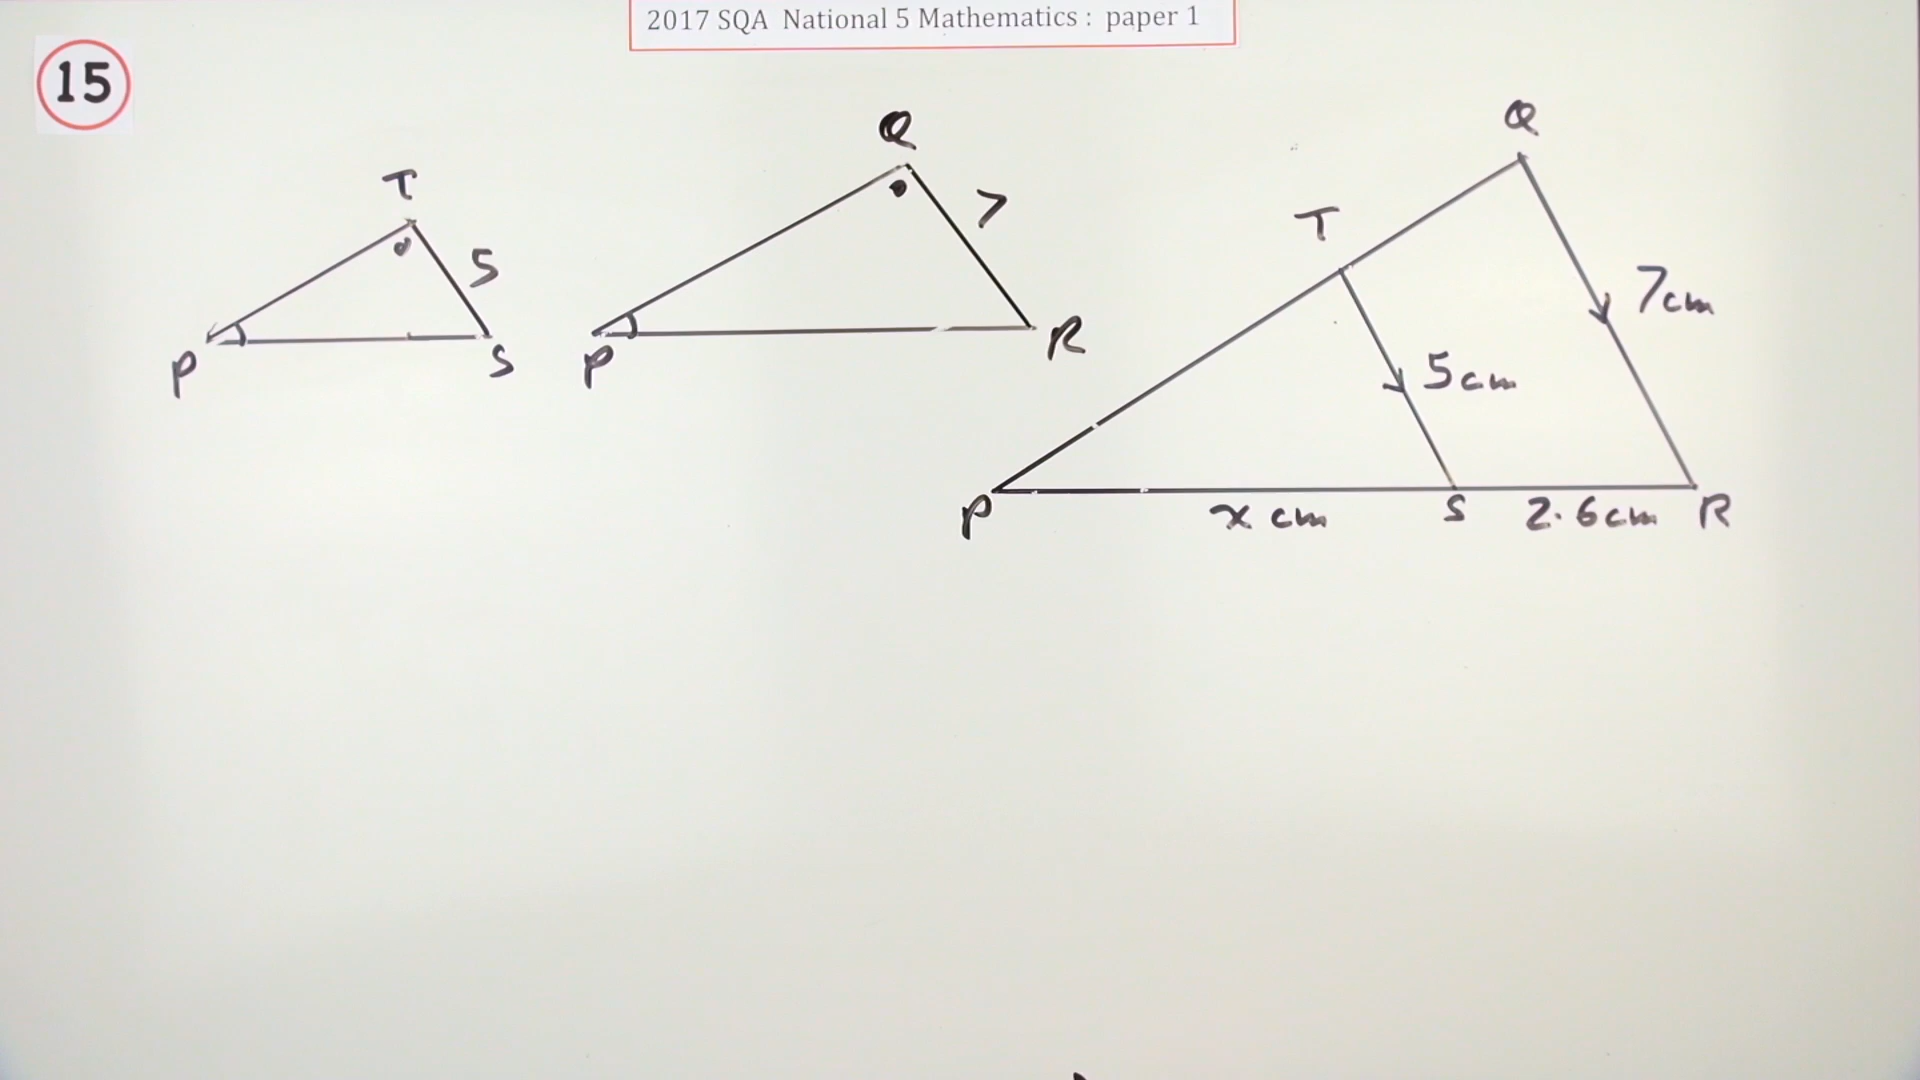 2017 SQA National 5 Mathematics : paper 1
15
T
5
P
S
Q
7
P
R
Q
T
7cm
5cm
P
x cm
S
2.6cm
R